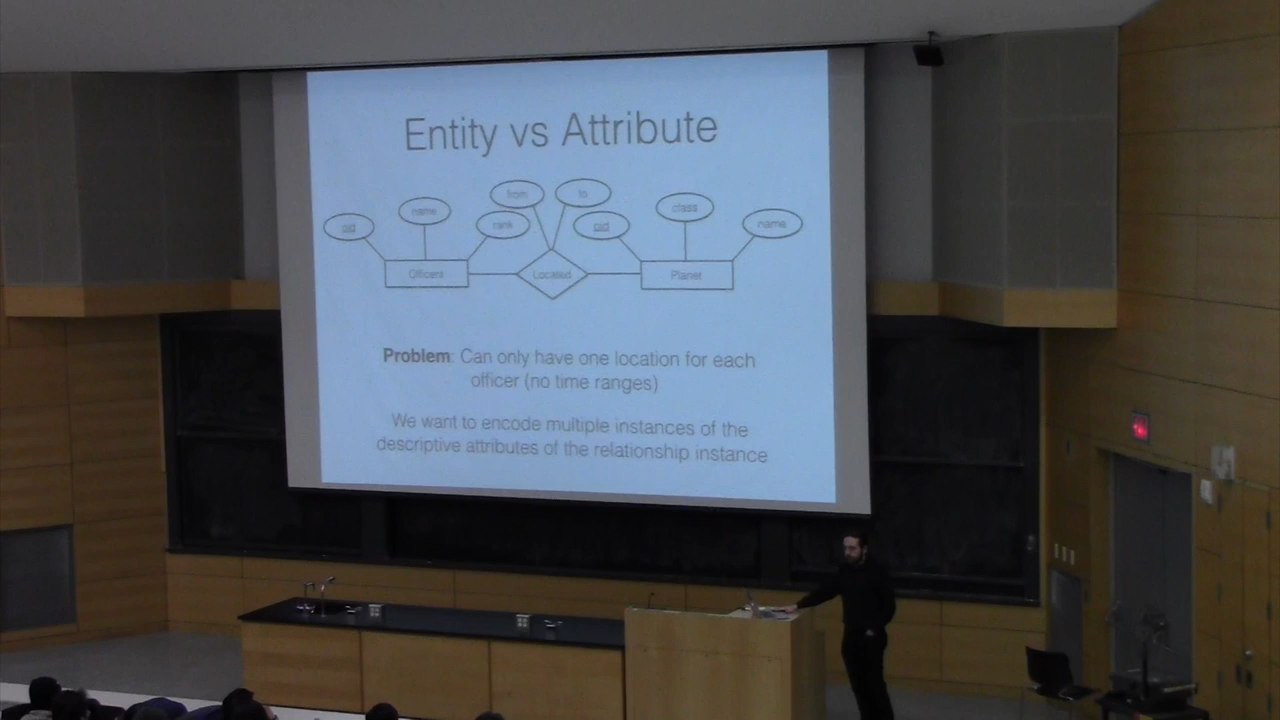 Entity vs Attribute
from to
name class
oid rank pid name
Officers Located Planet
Problem: Can only have one location for each
officer (no time ranges)
We want to encode multiple instances of the
descriptive attributes of the relationship instance